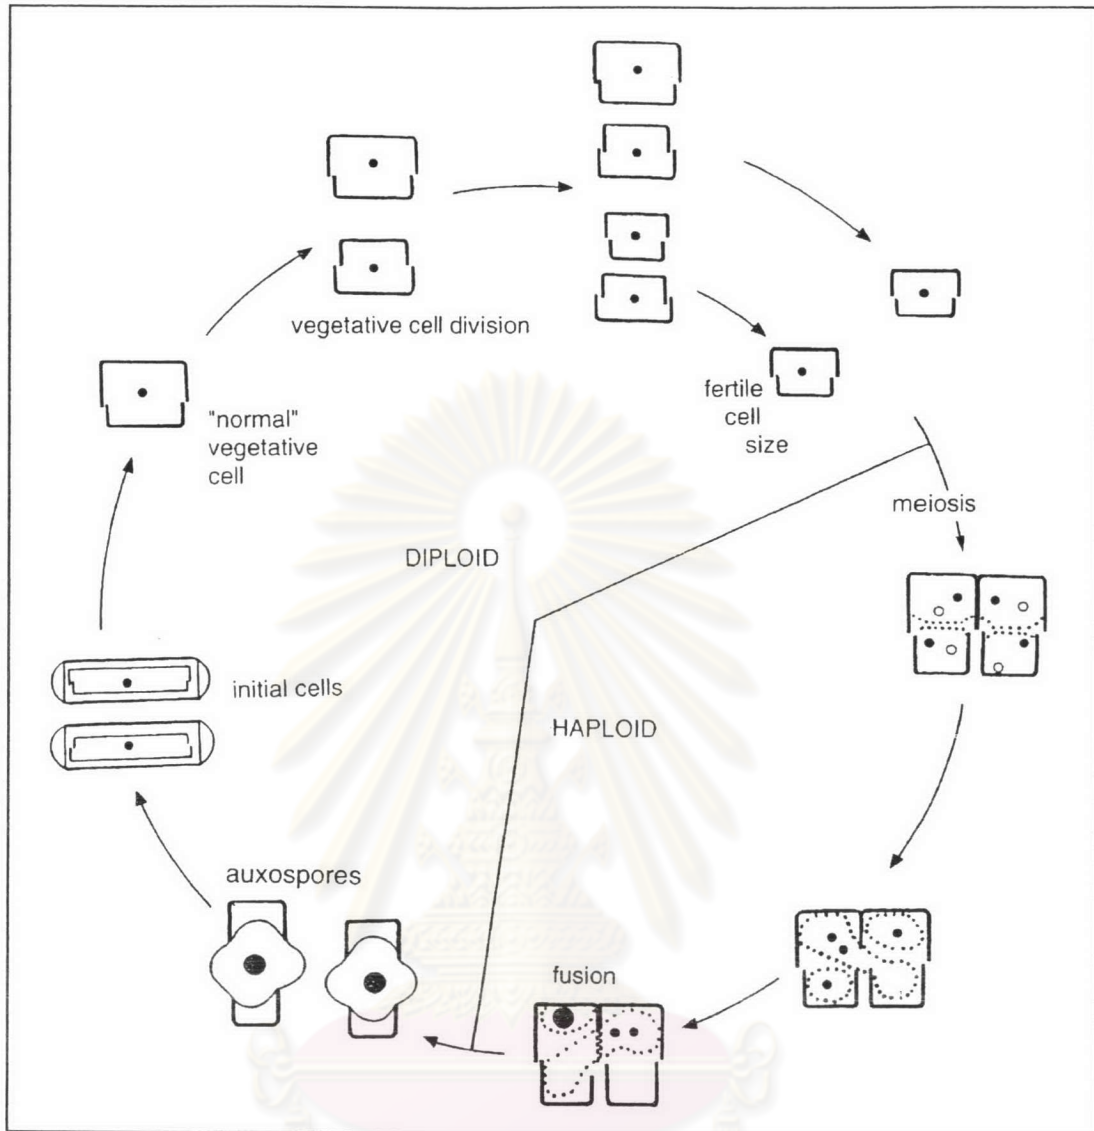 vegetative cell division
"normal"
vegetative
cell
fertile
cell
size
meiosis
DIPLOID
HAPLOID
initial cells
auxospores
fusion